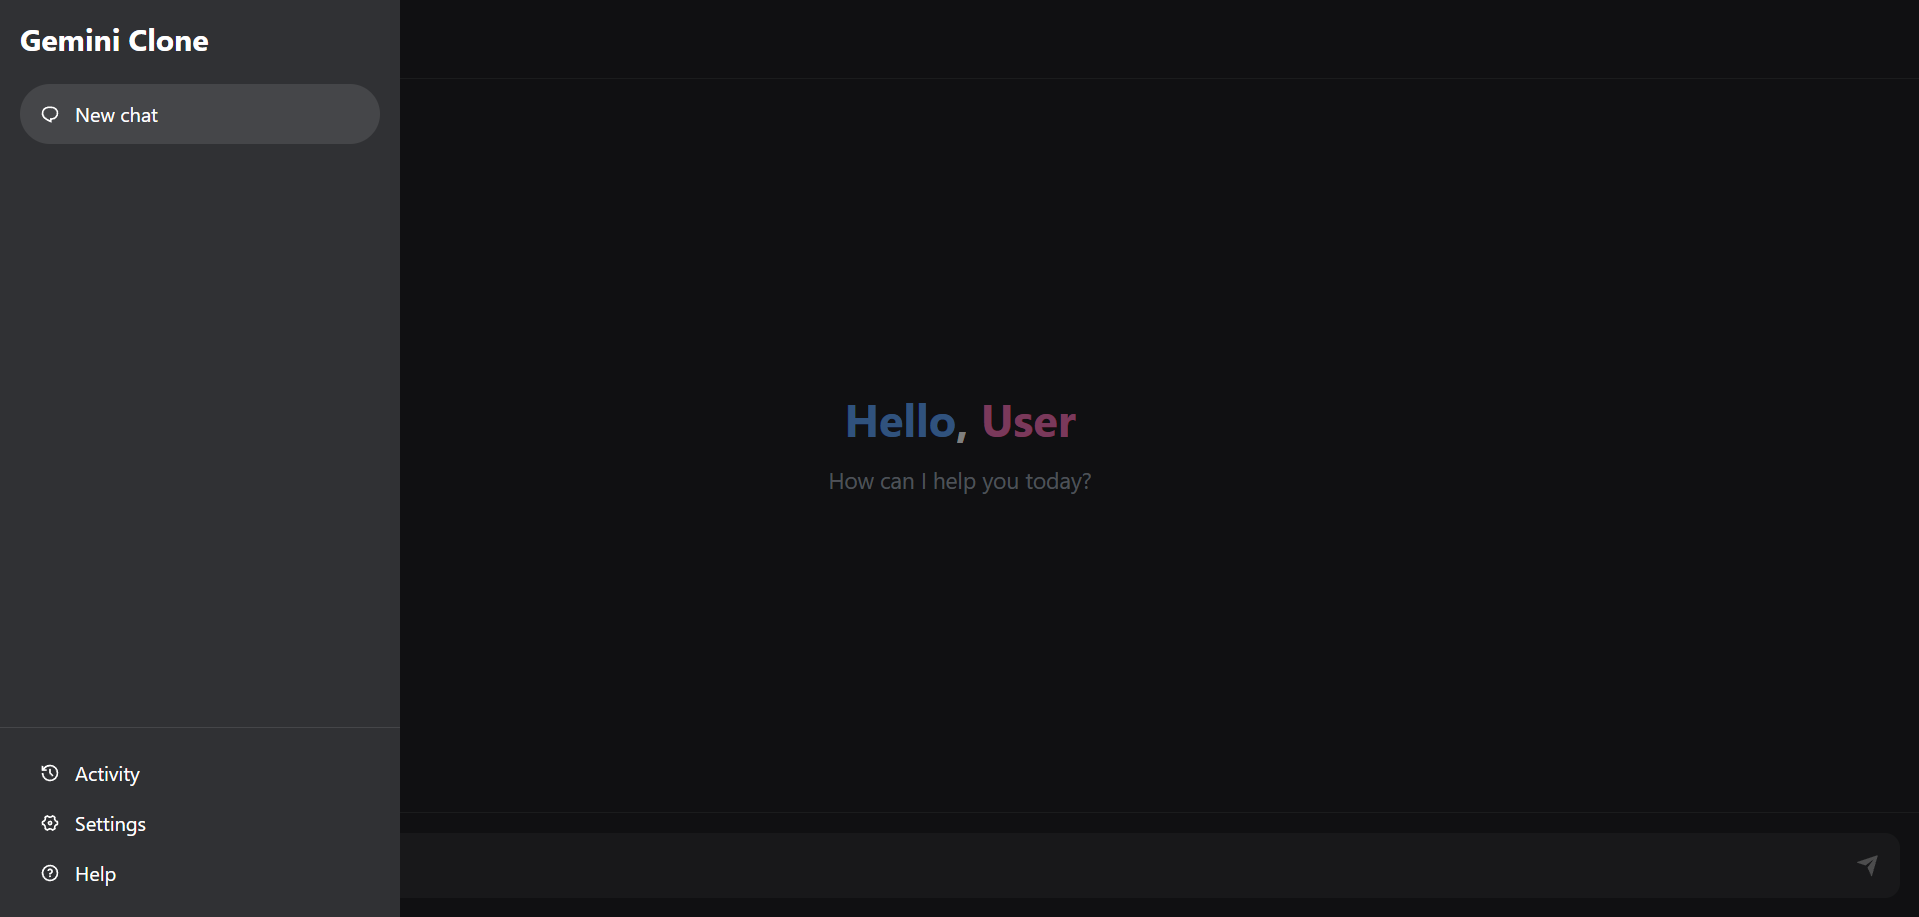 Gemini Clone
New chat
Hello, User
How can I help you today?
Activity
Settings
Help